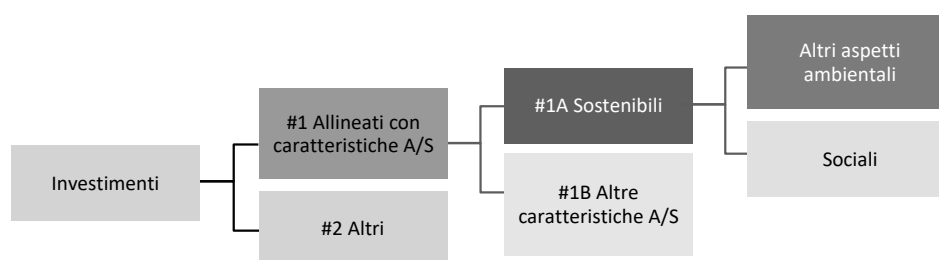 Investimenti
#1 Allineati con
caratteristiche A/S
#2 Altri
#1A Sostenibili
#1B Altre
caratteristiche A/S
Altri aspetti
ambientali
Sociali